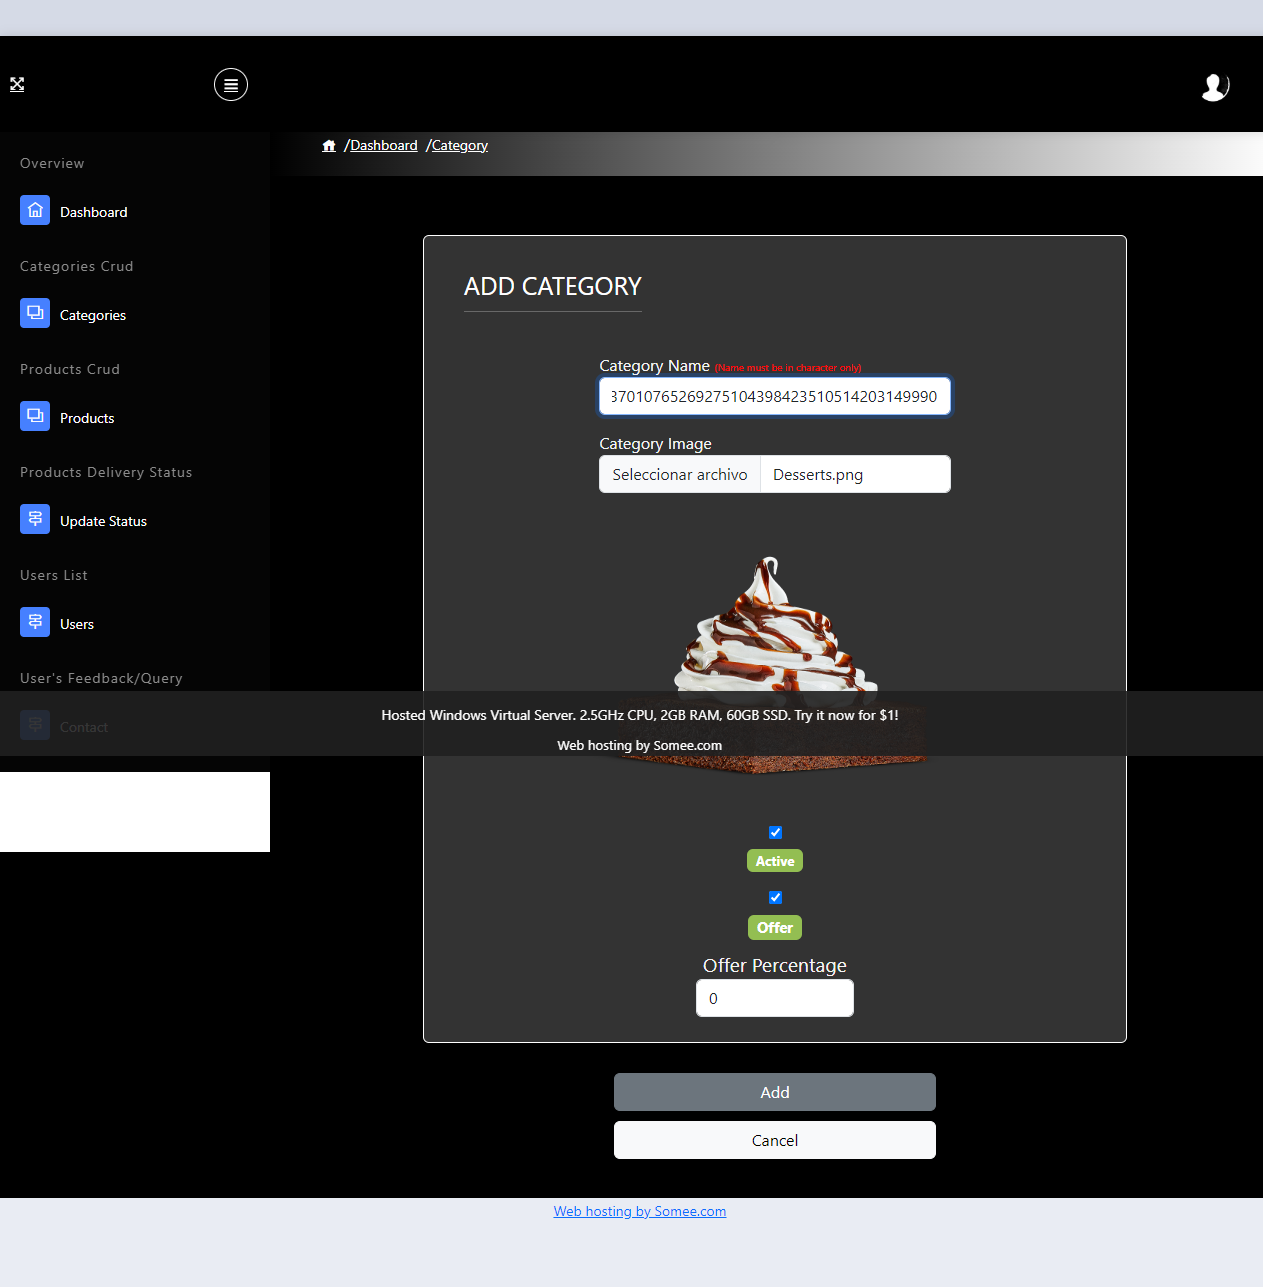 /Dashboard /Category
Overview
Dashboard
Categories Crud
Categories
Products Crud
Products
Products Delivery Status
Update Status
Users List
Users
User's Feedback/Query
Contact
ADD CATEGORY
Category Name (Name must be in character only)
370107652692751043984235105142031499​90
Category Image
Seleccionar archivo Desserts.png
Hosted Windows Virtual Server. 2.5GHz CPU, 2GB RAM, 60GB SSD. Try it now for $1!
Web hosting by Somee.com
Active
Offer
Offer Percentage
0
Add
Cancel
Web hosting by Somee.com